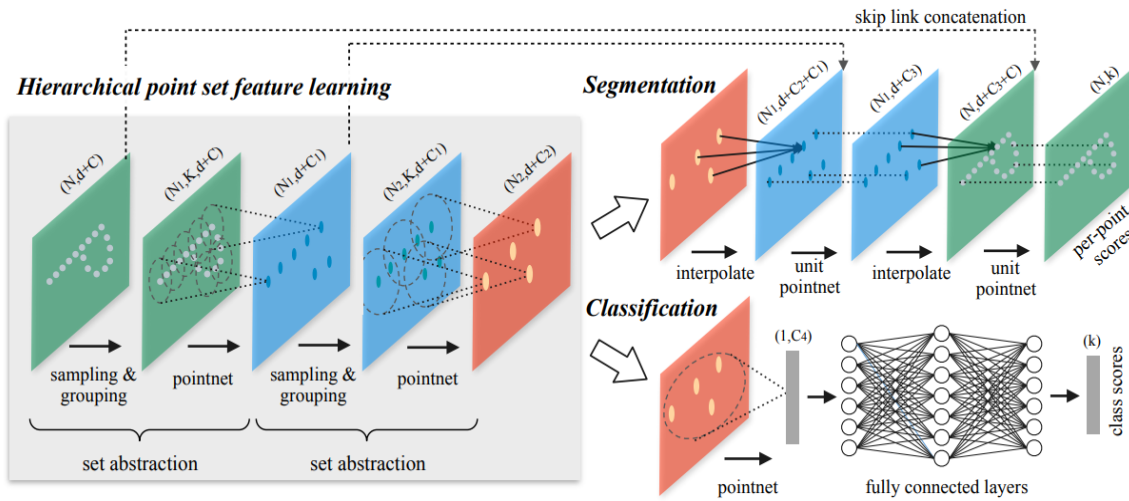 skip link concatenation
Hierarchical point set feature learning
(N,d+C)
(N1,K,d+C)
(N1,d+C1)
(N2,K,d+C1)
(N2,d+C2)
sampling &
grouping
pointnet
sampling &
grouping
pointnet
set abstraction
set abstraction
Segmentation
(N1,d+C2+C1)
(N1,d+C3)
(N,d+C3+C)
(N,k)
per-point
scores
interpolate
unit
pointnet
interpolate
unit
pointnet
Classification
(1,C4)
(k)
class scores
pointnet
fully connected layers